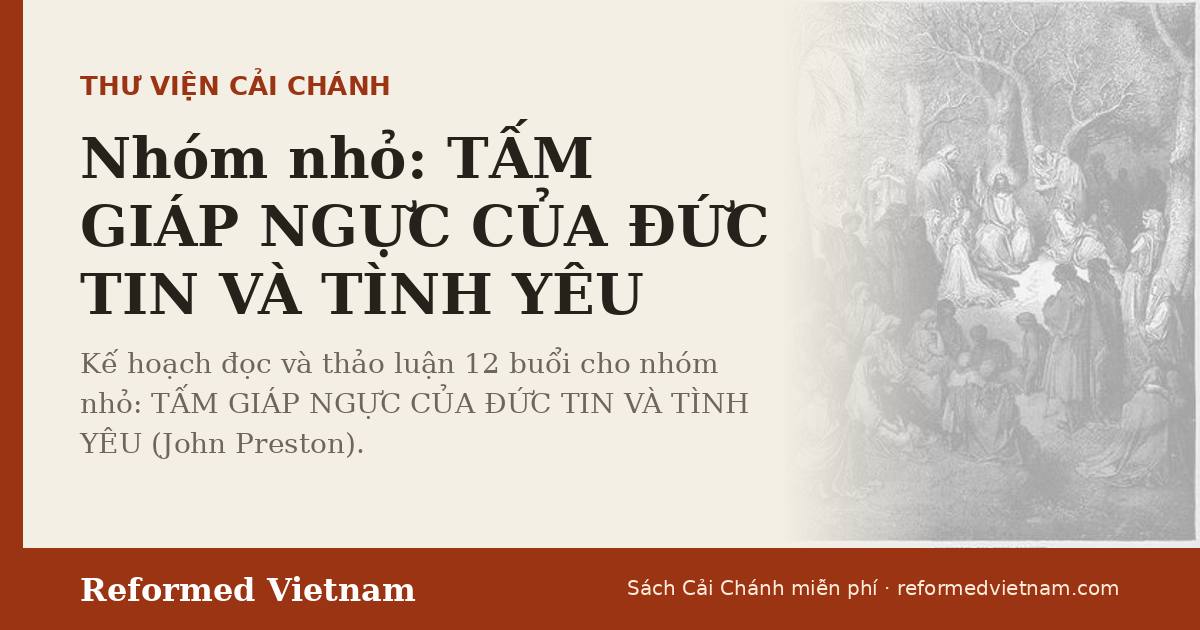 THƯ VIỆN CẢI CHÁNH
Nhóm nhỏ: TẤM
GIÁP NGỰC CỦA ĐỨC
TIN VÀ TÌNH YÊU
Kế hoạch đọc và thảo luận 12 buổi cho nhóm
nhỏ: TẤM GIÁP NGỰC CỦA ĐỨC TIN VÀ TÌNH
YÊU (John Preston).
Reformed Vietnam
Sách Cải Chánh miễn phí · reformedvietnam.com